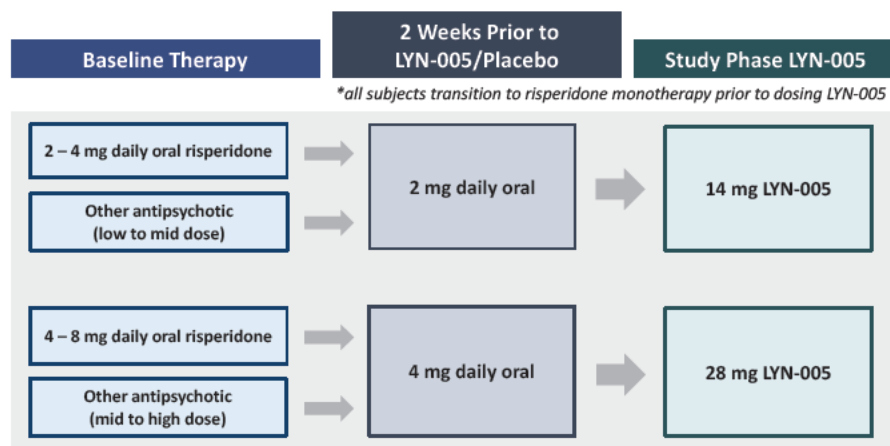 Baseline Therapy
2 Weeks Prior to
LYN-005/Placebo
Study Phase LYN-005
*all subjects transition to risperidone monotherapy prior to dosing LYN-005
2 – 4 mg daily oral risperidone
Other antipsychotic
(low to mid dose)
2 mg daily oral
14 mg LYN-005
4 – 8 mg daily oral risperidone
Other antipsychotic
(mid to high dose)
4 mg daily oral
28 mg LYN-005